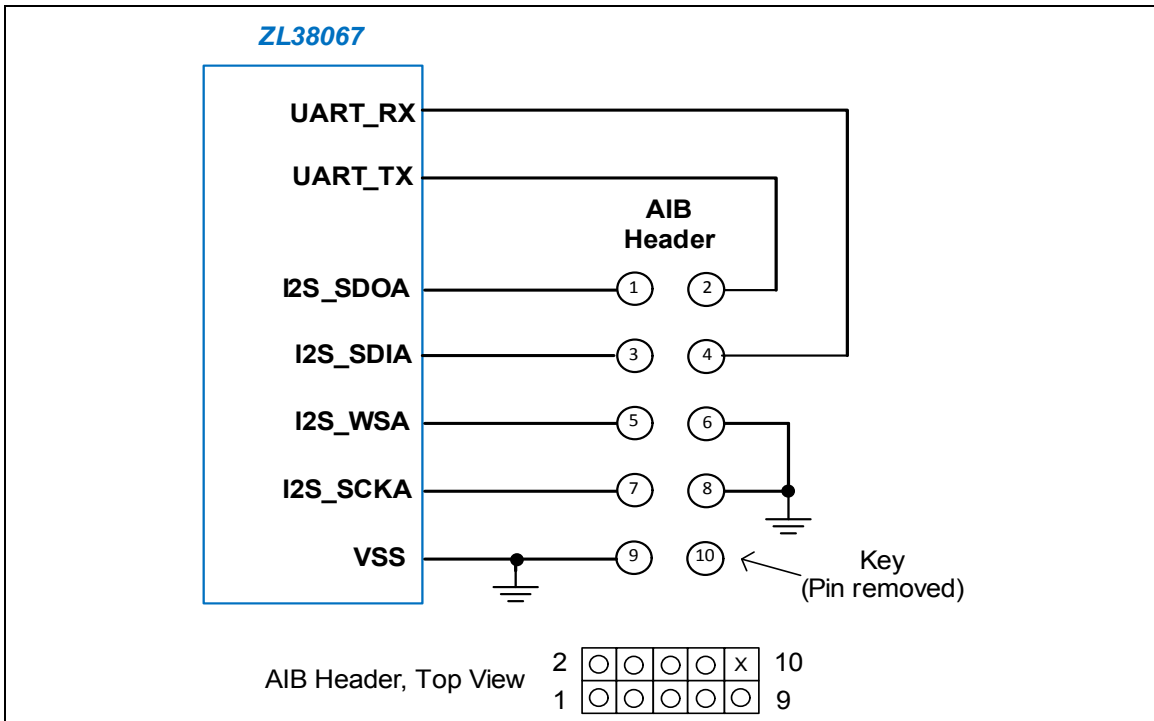 ZL38067
UART_RX
UART_TX
AIB
Header
I2S_SDOA 1 2
I2S_SDIA 3 4
I2S_WSA 5 6
I2S_SCKA 7 8
VSS 9 10
Key
(Pin removed)
AIB Header, Top View
2 X 10
1 9